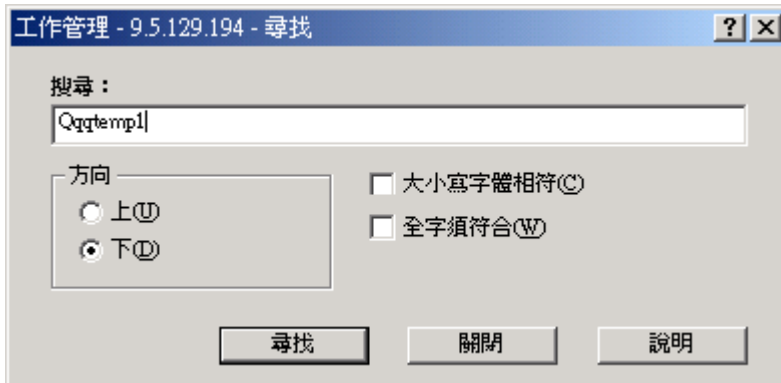 工作管理 - 9.5.129.194 - 尋找
搜尋：
Qqqtemp1
方向
上(U)
下(D)
大小寫字體相符(C)
全字須符合(W)
尋找
關閉
說明